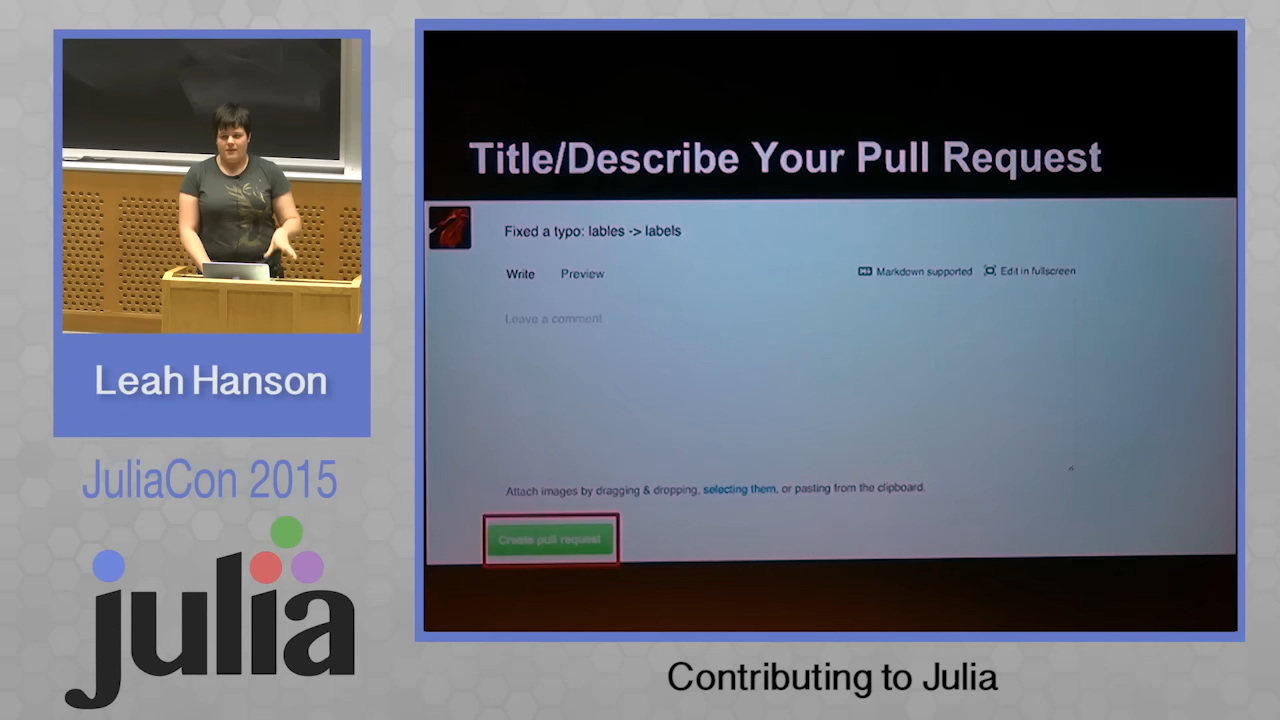 Title/Describe Your Pull Request
Fixed a typo: lables -> labels
Write Preview
Markdown supported Edit in fullscreen
Leave a comment
Attach images by dragging & dropping, selecting them, or pasting from the clipboard.
Create pull request
Leah Hanson
JuliaCon 2015
julia
Contributing to Julia